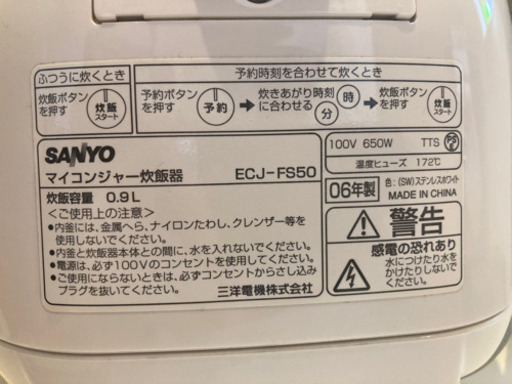 ふつうに炊くとき
炊飯ボタン
を押す
炊飯
スタート
予約時刻を合わせて炊くとき
予約ボタン
を押す
予約
炊きあがり時刻
に合わせる
時
分
炊飯ボタン
を押す
炊飯
スタート
SANYO
マイコンジャー炊飯器 ECJ-FS50
炊飯容量 0.9L
<ご使用上の注意>
•内釜には、金属へら、ナイロンたわし、クレンザー等を
使用しないでください。
•内釜と炊飯器本体との間に、水を入れないでください。
•電源は、必ず100Vのコンセントを使用してください。
•ご使用にならないときは、必ずコンセントからさし込み
プラグを抜いてください。
三洋電機株式会社
100V 650W TTS
PSE
温度ヒューズ 172℃
06年製
色:(SW)ステンレスホワイト
MADE IN CHINA
警告
感電の恐れあり
水につけたり水を
かけたりしないで
ください